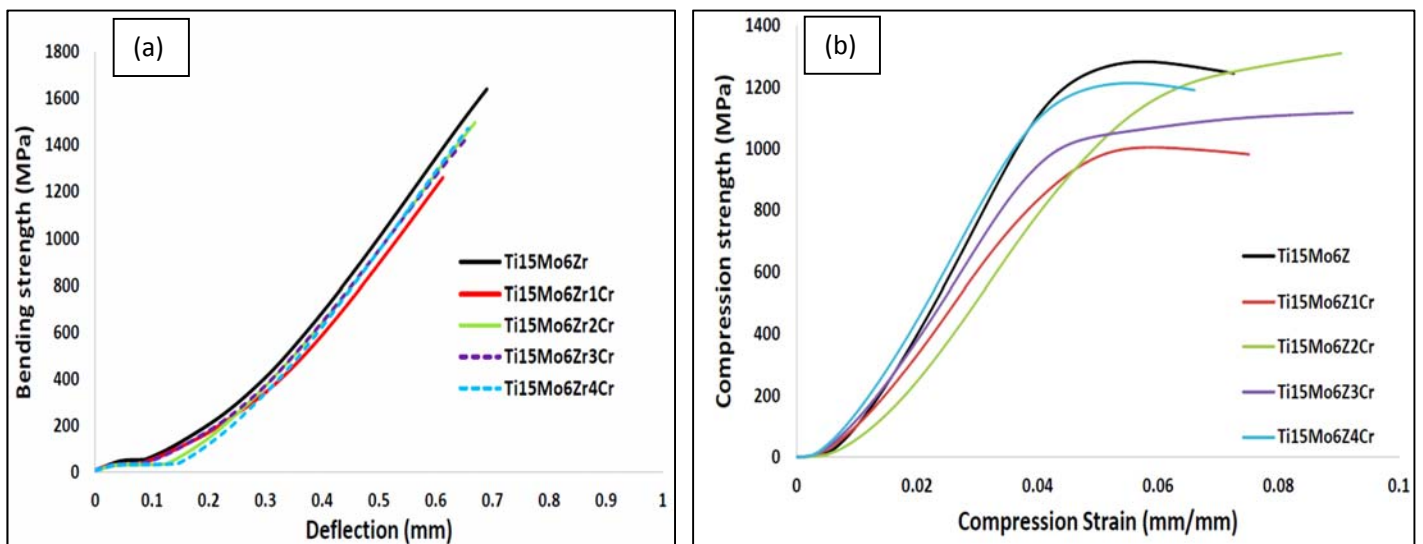 (a)
Bending strength (MPa)
1800
1600
1400
1200
1000
800
600
400
200
0
0 0.1 0.2 0.3 0.4 0.5 0.6 0.7 0.8 0.9 1
Deflection (mm)
Ti15Mo6Zr
Ti15Mo6Zr1Cr
Ti15Mo6Zr2Cr
Ti15Mo6Zr3Cr
Ti15Mo6Zr4Cr
(b)
Compression strength (MPa)
1400
1200
1000
800
600
400
200
0
0 0.02 0.04 0.06 0.08 0.1
Compression Strain (mm/mm)
Ti15Mo6Z
Ti15Mo6Z1Cr
Ti15Mo6Z2Cr
Ti15Mo6Z3Cr
Ti15Mo6Z4Cr